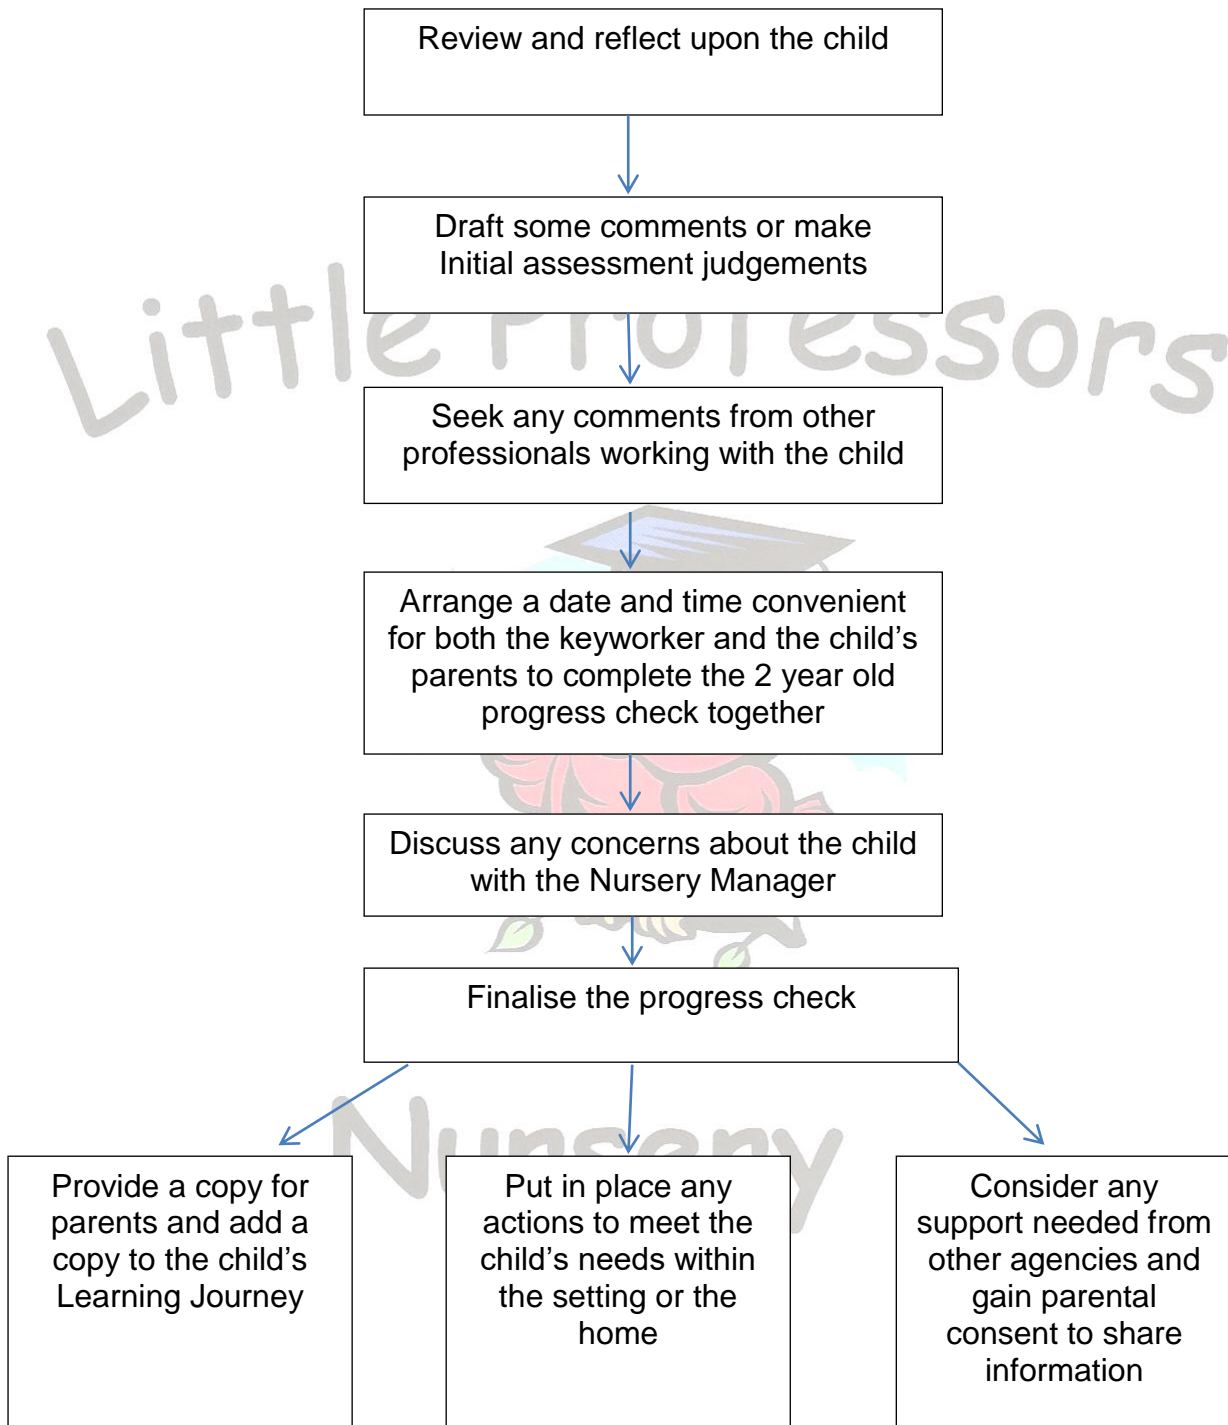 Review and reflect upon the child
Draft some comments or make
Initial assessment judgements
Little Professors
Seek any comments from other
professionals working with the child
Arrange a date and time convenient
for both the keyworker and the child’s
parents to complete the 2 year old
progress check together
Discuss any concerns about the child
with the Nursery Manager
Finalise the progress check
Nursery
Provide a copy for
parents and add a
copy to the child’s
Learning Journey
Put in place any
actions to meet the
child’s needs within
the setting or the
home
Consider any
support needed from
other agencies and
gain parental
consent to share
information